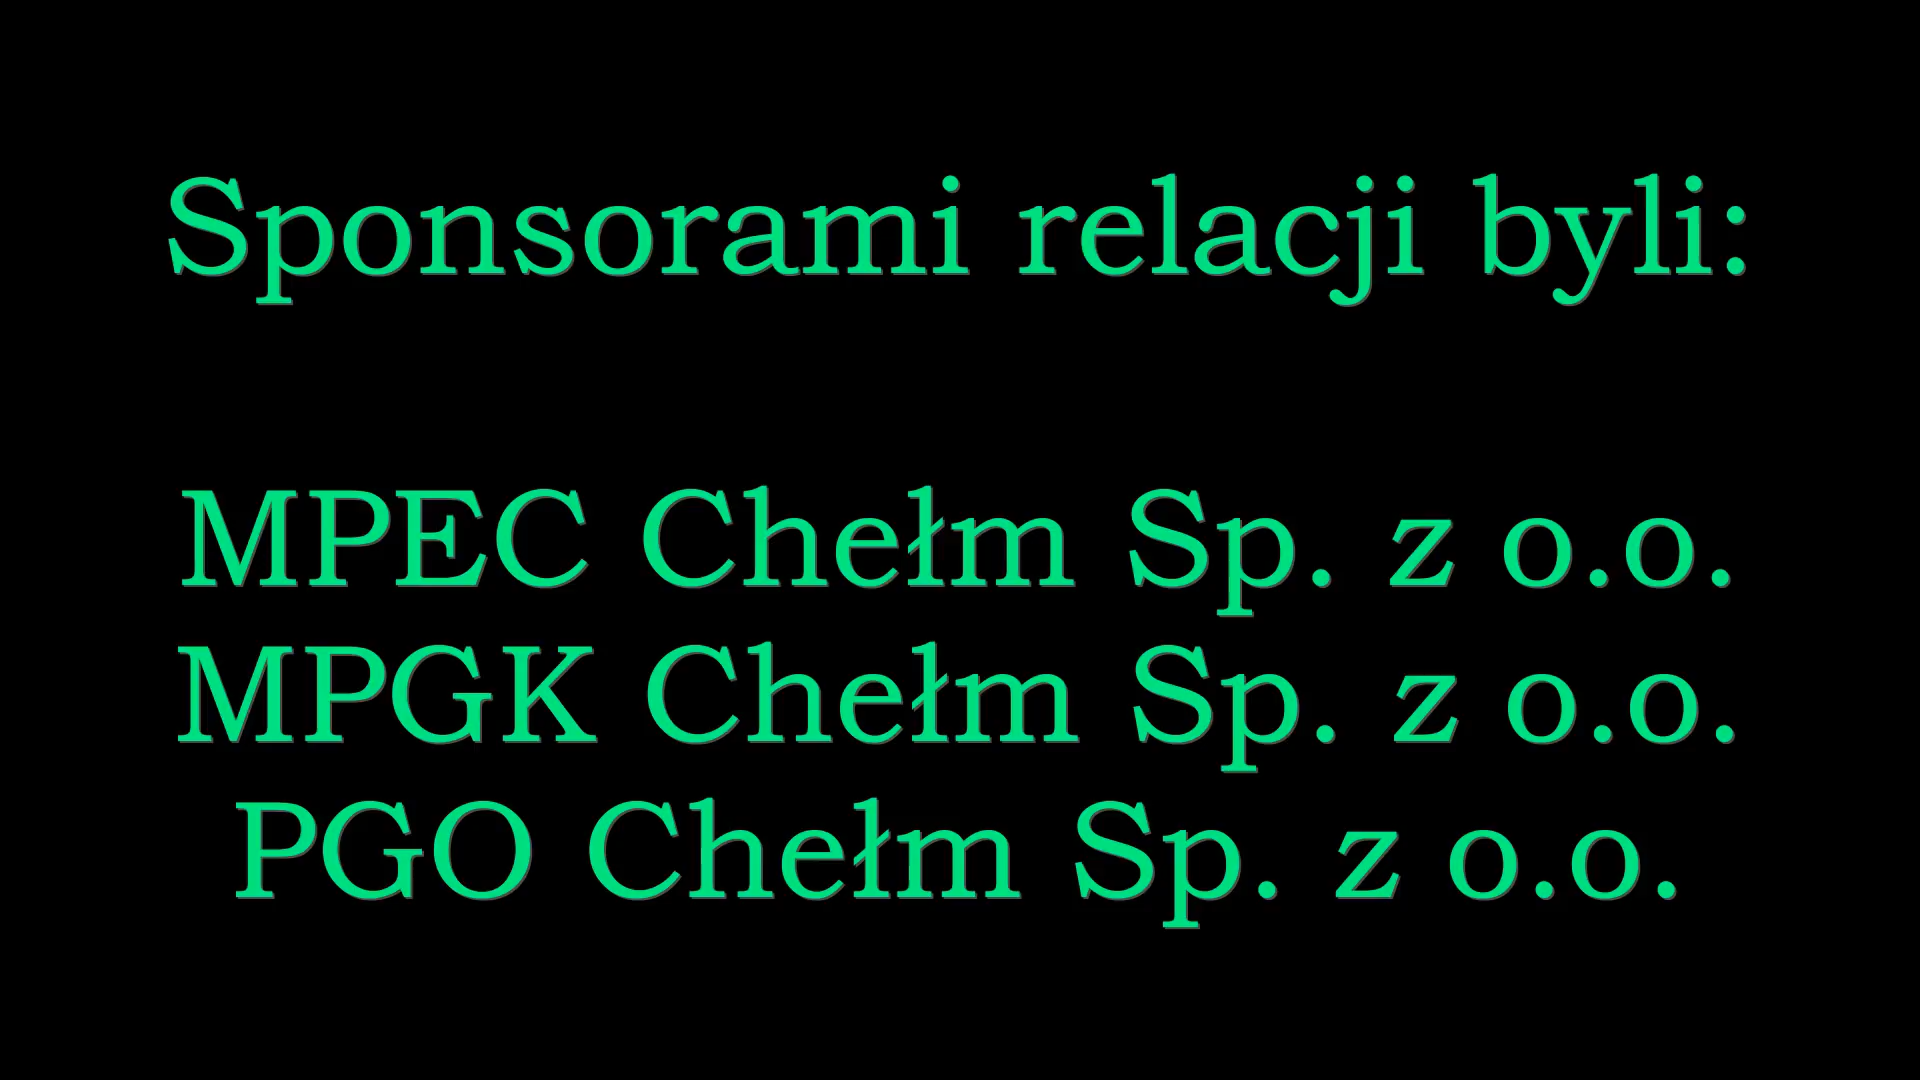 Sponsorami relacji byli:
MPEC Chełm Sp. z o.o.
MPGK Chełm Sp. z o.o.
PGO Chełm Sp. z o.o.